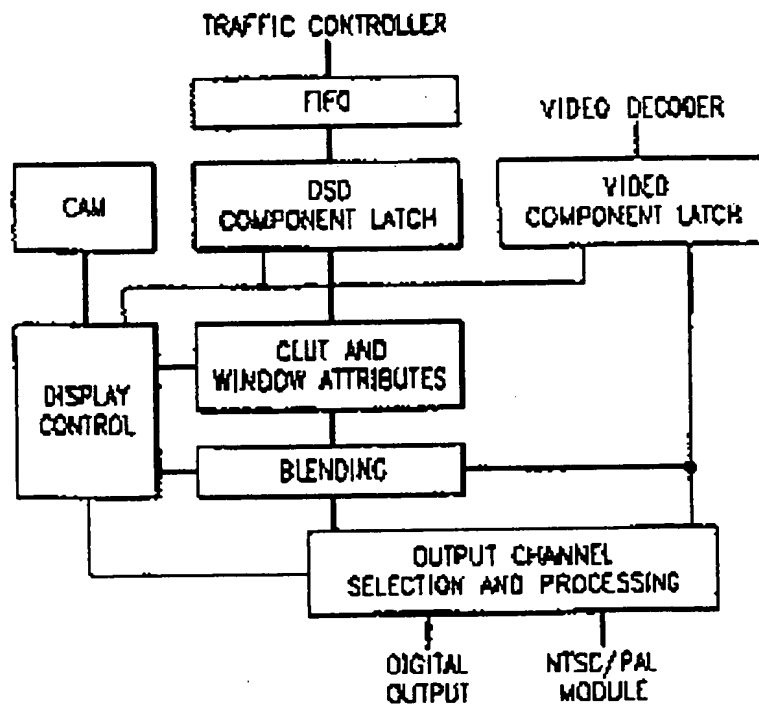 TRAFFIC CONTROLLER
FIFO
VIDEO DECODER
CAM
OSD
COMPONENT LATCH
VIDEO
COMPONENT LATCH
CLUT AND
WINDOW ATTRIBUTES
DISPLAY
CONTROL
BLENDING
OUTPUT CHANNEL
SELECTION AND PROCESSING
DIGITAL
OUTPUT
NTSC/PAL
MODULE